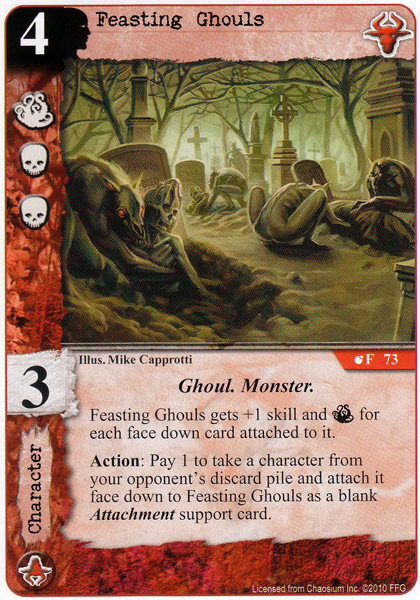 4
Feasting Ghouls
Illus. Mike Capprotti
F 73
3
Ghoul. Monster.
Feasting Ghouls gets +1 skill and for
each face down card attached to it.
Action: Pay 1 to take a character from
your opponent's discard pile and attach it
face down to Feasting Ghouls as a blank
Attachment support card.
Character
Licensed from Chaosium Inc. ©2010 FFG